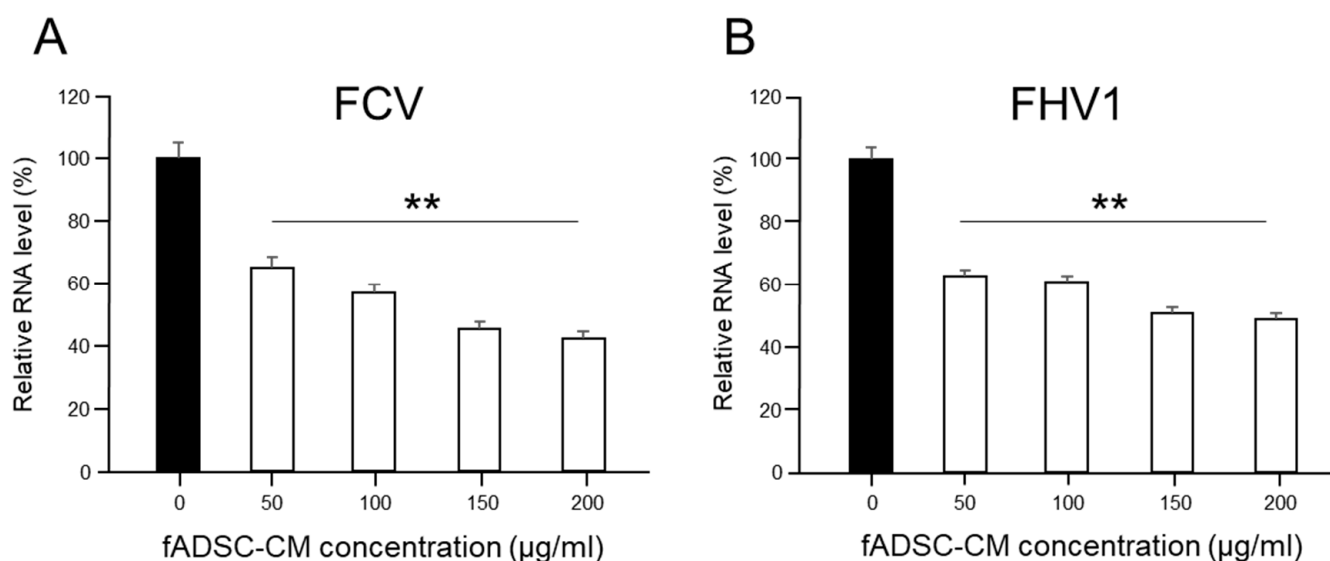 A
FCV
Relative RNA level (%)
120
100
80
60
40
20
0
**
0 50 100 150 200
fADSC-CM concentration (µg/ml)
B
FHV1
Relative RNA level (%)
120
100
80
60
40
20
0
**
0 50 100 150 200
fADSC-CM concentration (µg/ml)